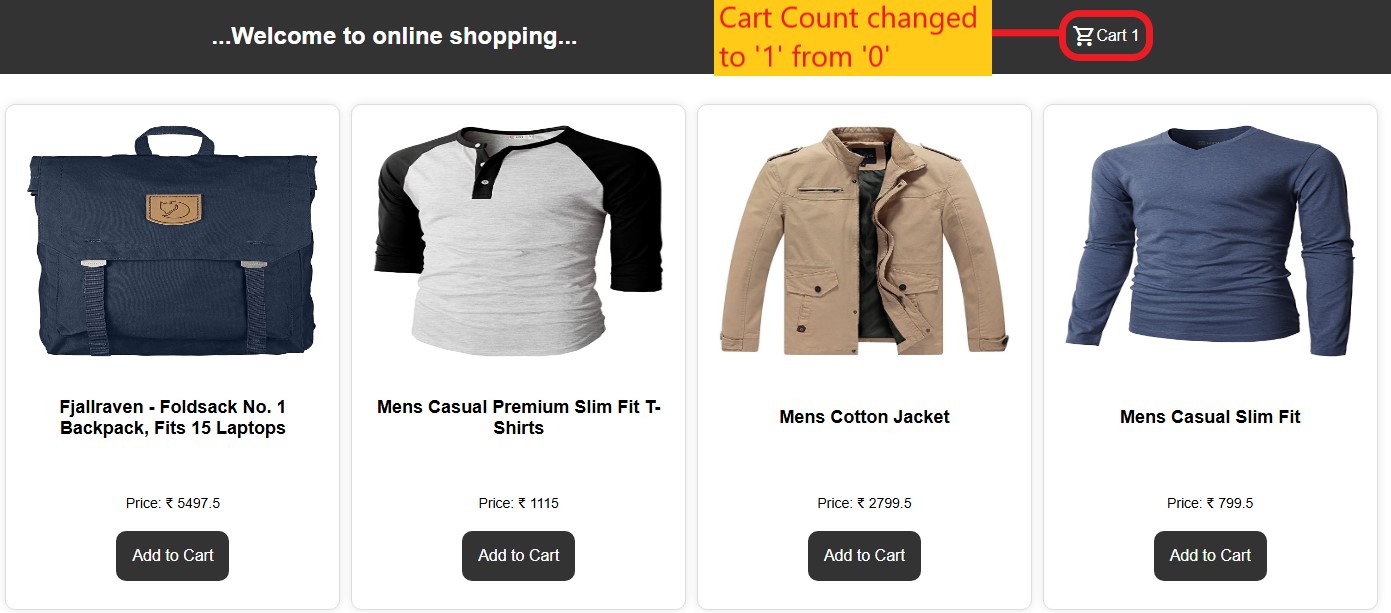 ...Welcome to online shopping...
Cart Count changed
to '1' from '0'
Cart 1
Fjallraven - Foldsack No. 1
Backpack, Fits 15 Laptops
Price: ₹ 5497.5
Add to Cart
Mens Casual Premium Slim Fit T-
Shirts
Price: ₹ 1115
Add to Cart
Mens Cotton Jacket
Price: ₹ 2799.5
Add to Cart
Mens Casual Slim Fit
Price: ₹ 799.5
Add to Cart